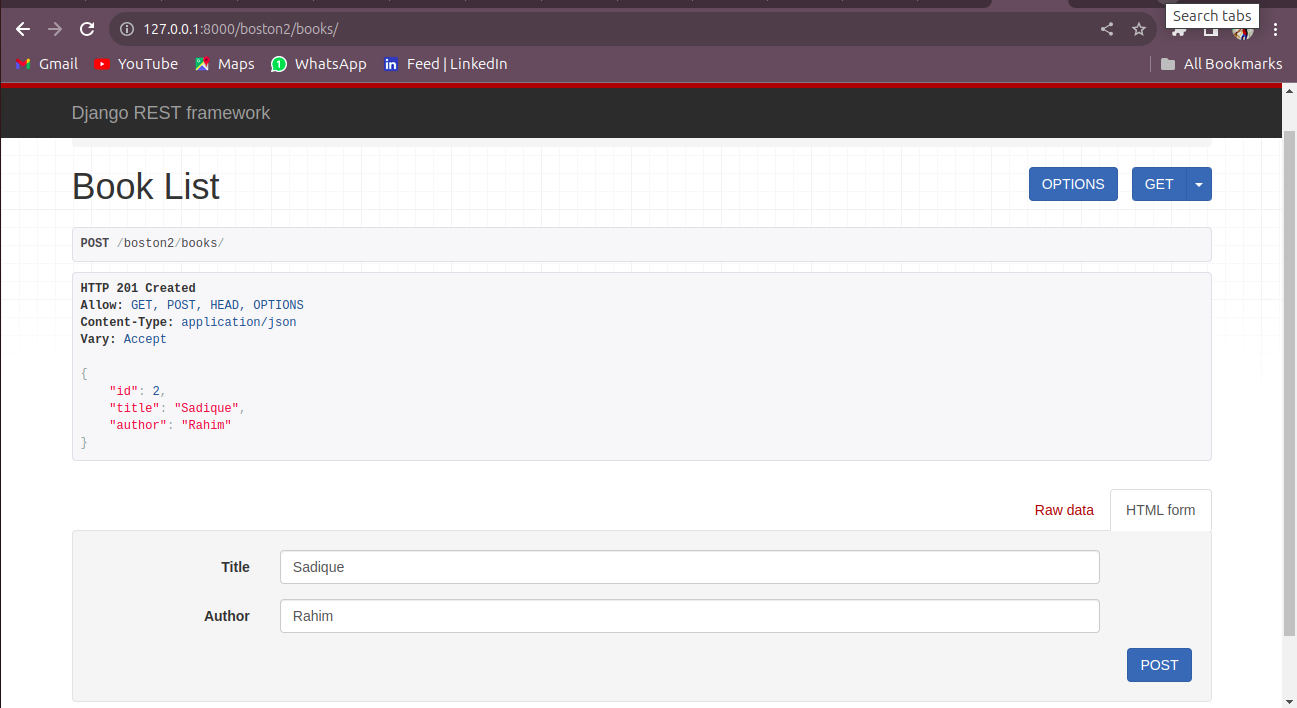 Search tabs
127.0.0.1:8000/boston2/books/
Gmail YouTube Maps 1 WhatsApp in Feed | LinkedIn All Bookmarks
Django REST framework
Book List OPTIONS GET
POST /boston2/books/
HTTP 201 Created
Allow: GET, POST, HEAD, OPTIONS
Content-Type: application/json
Vary: Accept
{
"id": 2,
"title": "Sadique",
"author": "Rahim"
}
Raw data HTML form
Title Sadique
Author Rahim
POST